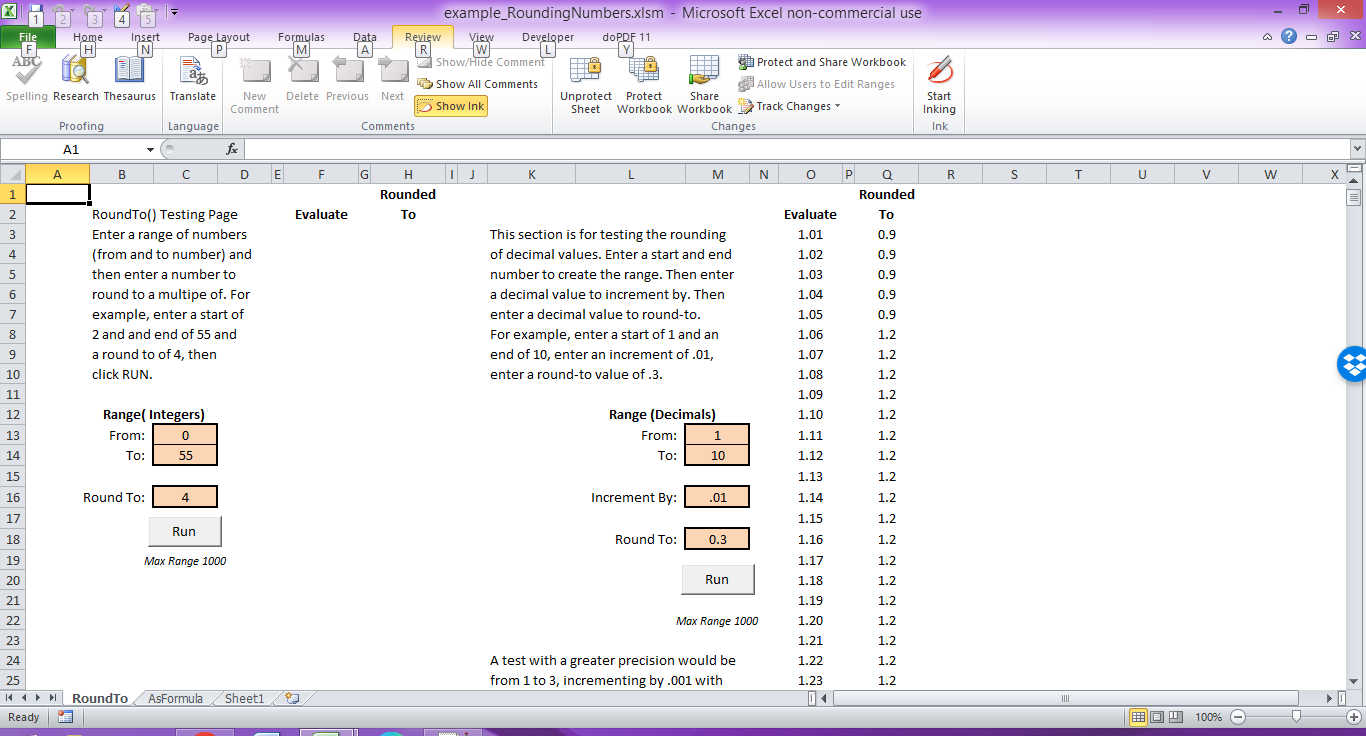 1 2 3 4 5
example_RoundingNumbers.xlsm - Microsoft Excel non-commercial use
File Home Insert Page Layout Formulas Data Review View Developer doPDF 11
F H N P M A R W L Y
ABC
Spelling Research Thesaurus
Proofing
Translate
Language
New Comment
Delete Previous Next
Show/Hide Comment
Show All Comments
Show Ink
Comments
Unprotect Sheet
Protect Workbook
Share Workbook
Protect and Share Workbook
Allow Users to Edit Ranges
Track Changes
Changes
Start Inking
Ink
A1 fx
A B C D E F G H I J K L M N O P Q R S T U V W X
1 Rounded Rounded
2 RoundTo() Testing Page Evaluate To Evaluate To
3 Enter a range of numbers This section is for testing the rounding 1.01 0.9
4 (from and to number) and of decimal values. Enter a start and end 1.02 0.9
5 then enter a number to number to create the range. Then enter 1.03 0.9
6 round to a multipe of. For a decimal value to increment by. Then 1.04 0.9
7 example, enter a start of enter a decimal value to round-to. 1.05 0.9
8 2 and and end of 55 and For example, enter a start of 1 and an 1.06 1.2
9 a round to of 4, then end of 10, enter an increment of .01, 1.07 1.2
10 click RUN. enter a round-to value of .3. 1.08 1.2
11 1.09 1.2
12 Range( Integers) Range (Decimals) 1.10 1.2
13 From: 0 From: 1 1.11 1.2
14 To: 55 To: 10 1.12 1.2
15 1.13 1.2
16 Round To: 4 Increment By: .01 1.14 1.2
17 1.15 1.2
Run
18 Round To: 0.3 1.16 1.2
19 Max Range 1000 1.17 1.2
20 Run 1.18 1.2
21 1.19 1.2
22 Max Range 1000 1.20 1.2
23 1.21 1.2
24 A test with a greater precision would be 1.22 1.2
25 from 1 to 3, incrementing by .001 with 1.23 1.2
RoundTo AsFormula Sheet1
Ready 100%